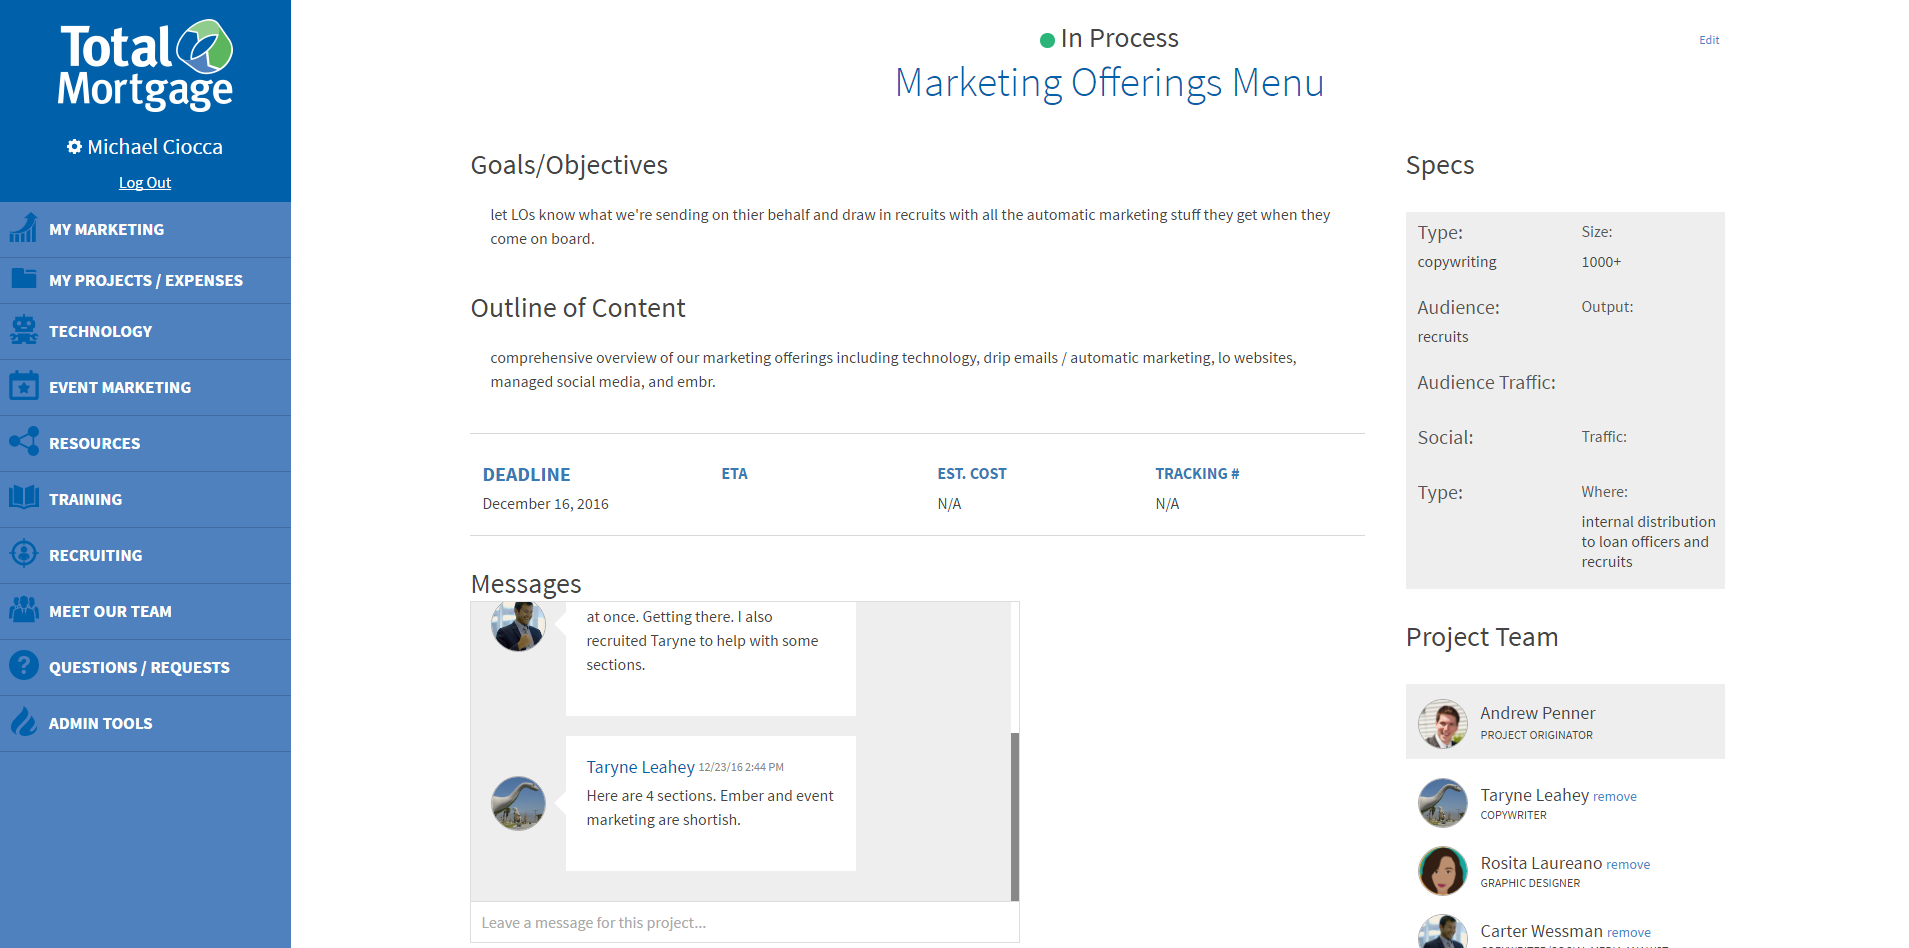 Total
Mortgage
Michael Ciocca
Log Out
MY MARKETING
MY PROJECTS / EXPENSES
TECHNOLOGY
EVENT MARKETING
RESOURCES
TRAINING
RECRUITING
MEET OUR TEAM
QUESTIONS / REQUESTS
ADMIN TOOLS
In Process
Edit
Marketing Offerings Menu
Goals/Objectives
let LOs know what we're sending on thier behalf and draw in recruits with all the automatic marketing stuff they get when they
come on board.
Outline of Content
comprehensive overview of our marketing offerings including technology, drip emails / automatic marketing, lo websites,
managed social media, and embr.
DEADLINE ETA EST. COST TRACKING #
December 16, 2016 N/A N/A
Messages
at once. Getting there. I also
recruited Taryne to help with some
sections.
Taryne Leahey 12/23/16 2:44 PM
Here are 4 sections. Ember and event
marketing are shortish.
Leave a message for this project...
Specs
Type: Size:
copywriting 1000+
Audience: Output:
recruits
Audience Traffic:
Social: Traffic:
Type: Where:
internal distribution
to loan officers and
recruits
Project Team
Andrew Penner
PROJECT ORIGINATOR
Taryne Leahey remove
COPYWRITER
Rosita Laureano remove
GRAPHIC DESIGNER
Carter Wessman remove